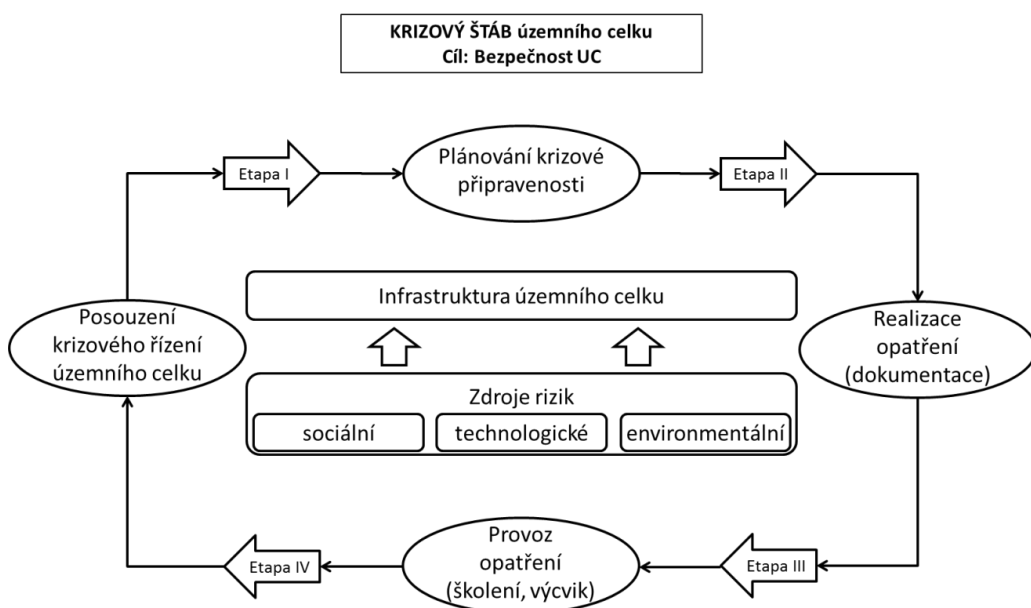 KRIZOVÝ ŠTÁB územního celku
Cíl: Bezpečnost UC
Etapa I
Plánování krizové
připravenosti
Etapa II
Posouzení
krizového řízení
územního celku
Infrastruktura územního celku
Realizace
opatření
(dokumentace)
Zdroje rizik
sociální
technologické
environmentální
Etapa IV
Provoz
opatření
(školení, výcvik)
Etapa III